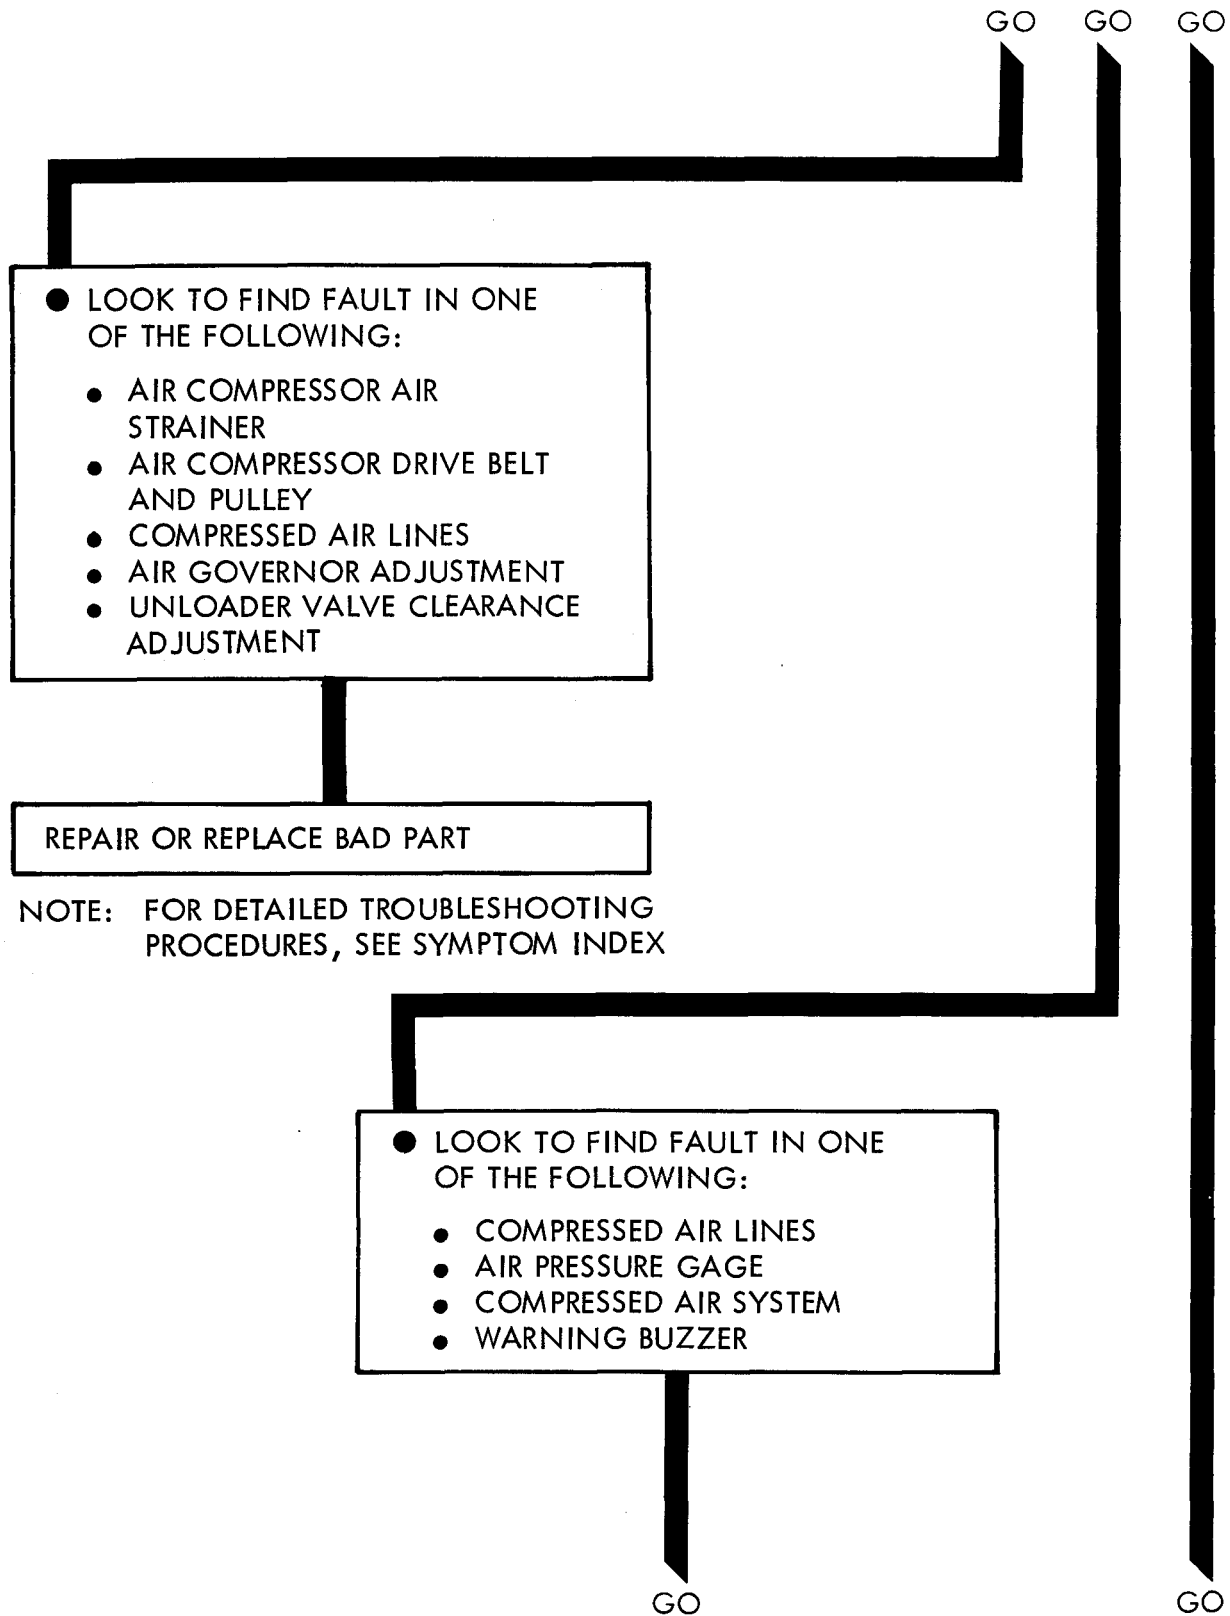 GO GO GO
● LOOK TO FIND FAULT IN ONE
OF THE FOLLOWING:
● AIR COMPRESSOR AIR
STRAINER
● AIR COMPRESSOR DRIVE BELT
AND PULLEY
● COMPRESSED AIR LINES
● AIR GOVERNOR ADJUSTMENT
● UNLOADER VALVE CLEARANCE
ADJUSTMENT
REPAIR OR REPLACE BAD PART
NOTE: FOR DETAILED TROUBLESHOOTING
PROCEDURES, SEE SYMPTOM INDEX
● LOOK TO FIND FAULT IN ONE
OF THE FOLLOWING:
● COMPRESSED AIR LINES
● AIR PRESSURE GAGE
● COMPRESSED AIR SYSTEM
● WARNING BUZZER
GO GO